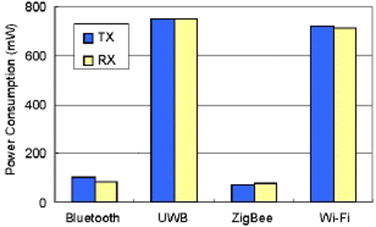 800
600
400
200
0
Power Consumption (mW)
TX
RX
Bluetooth UWB ZigBee Wi-Fi